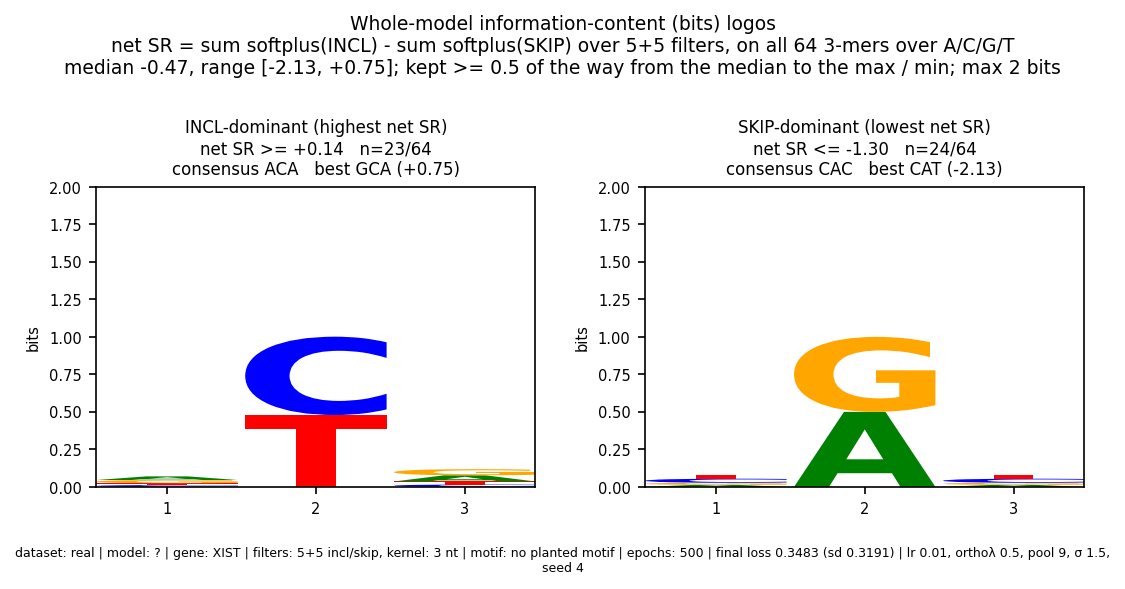 Whole-model information-content (bits) logos
net SR = sum softplus(INCL) - sum softplus(SKIP) over 5+5 filters, on all 64 3-mers over A/C/G/T
median -0.47, range [-2.13, +0.75]; kept >= 0.5 of the way from the median to the max / min; max 2 bits
INCL-dominant (highest net SR)
net SR >= +0.14   n=23/64
consensus ACA   best GCA (+0.75)
2.00
1.75
1.50
1.25
1.00
0.75
0.50
0.25
0.00
bits
C
T
1
2
3
SKIP-dominant (lowest net SR)
net SR <= -1.30   n=24/64
consensus CAC   best CAT (-2.13)
2.00
1.75
1.50
1.25
1.00
0.75
0.50
0.25
0.00
bits
G
A
1
2
3
dataset: real | model: ? | gene: XIST | filters: 5+5 incl/skip, kernel: 3 nt | motif: no planted motif | epochs: 500 | final loss 0.3483 (sd 0.3191) | lr 0.01, orthoλ 0.5, pool 9, σ 1.5,
seed 4